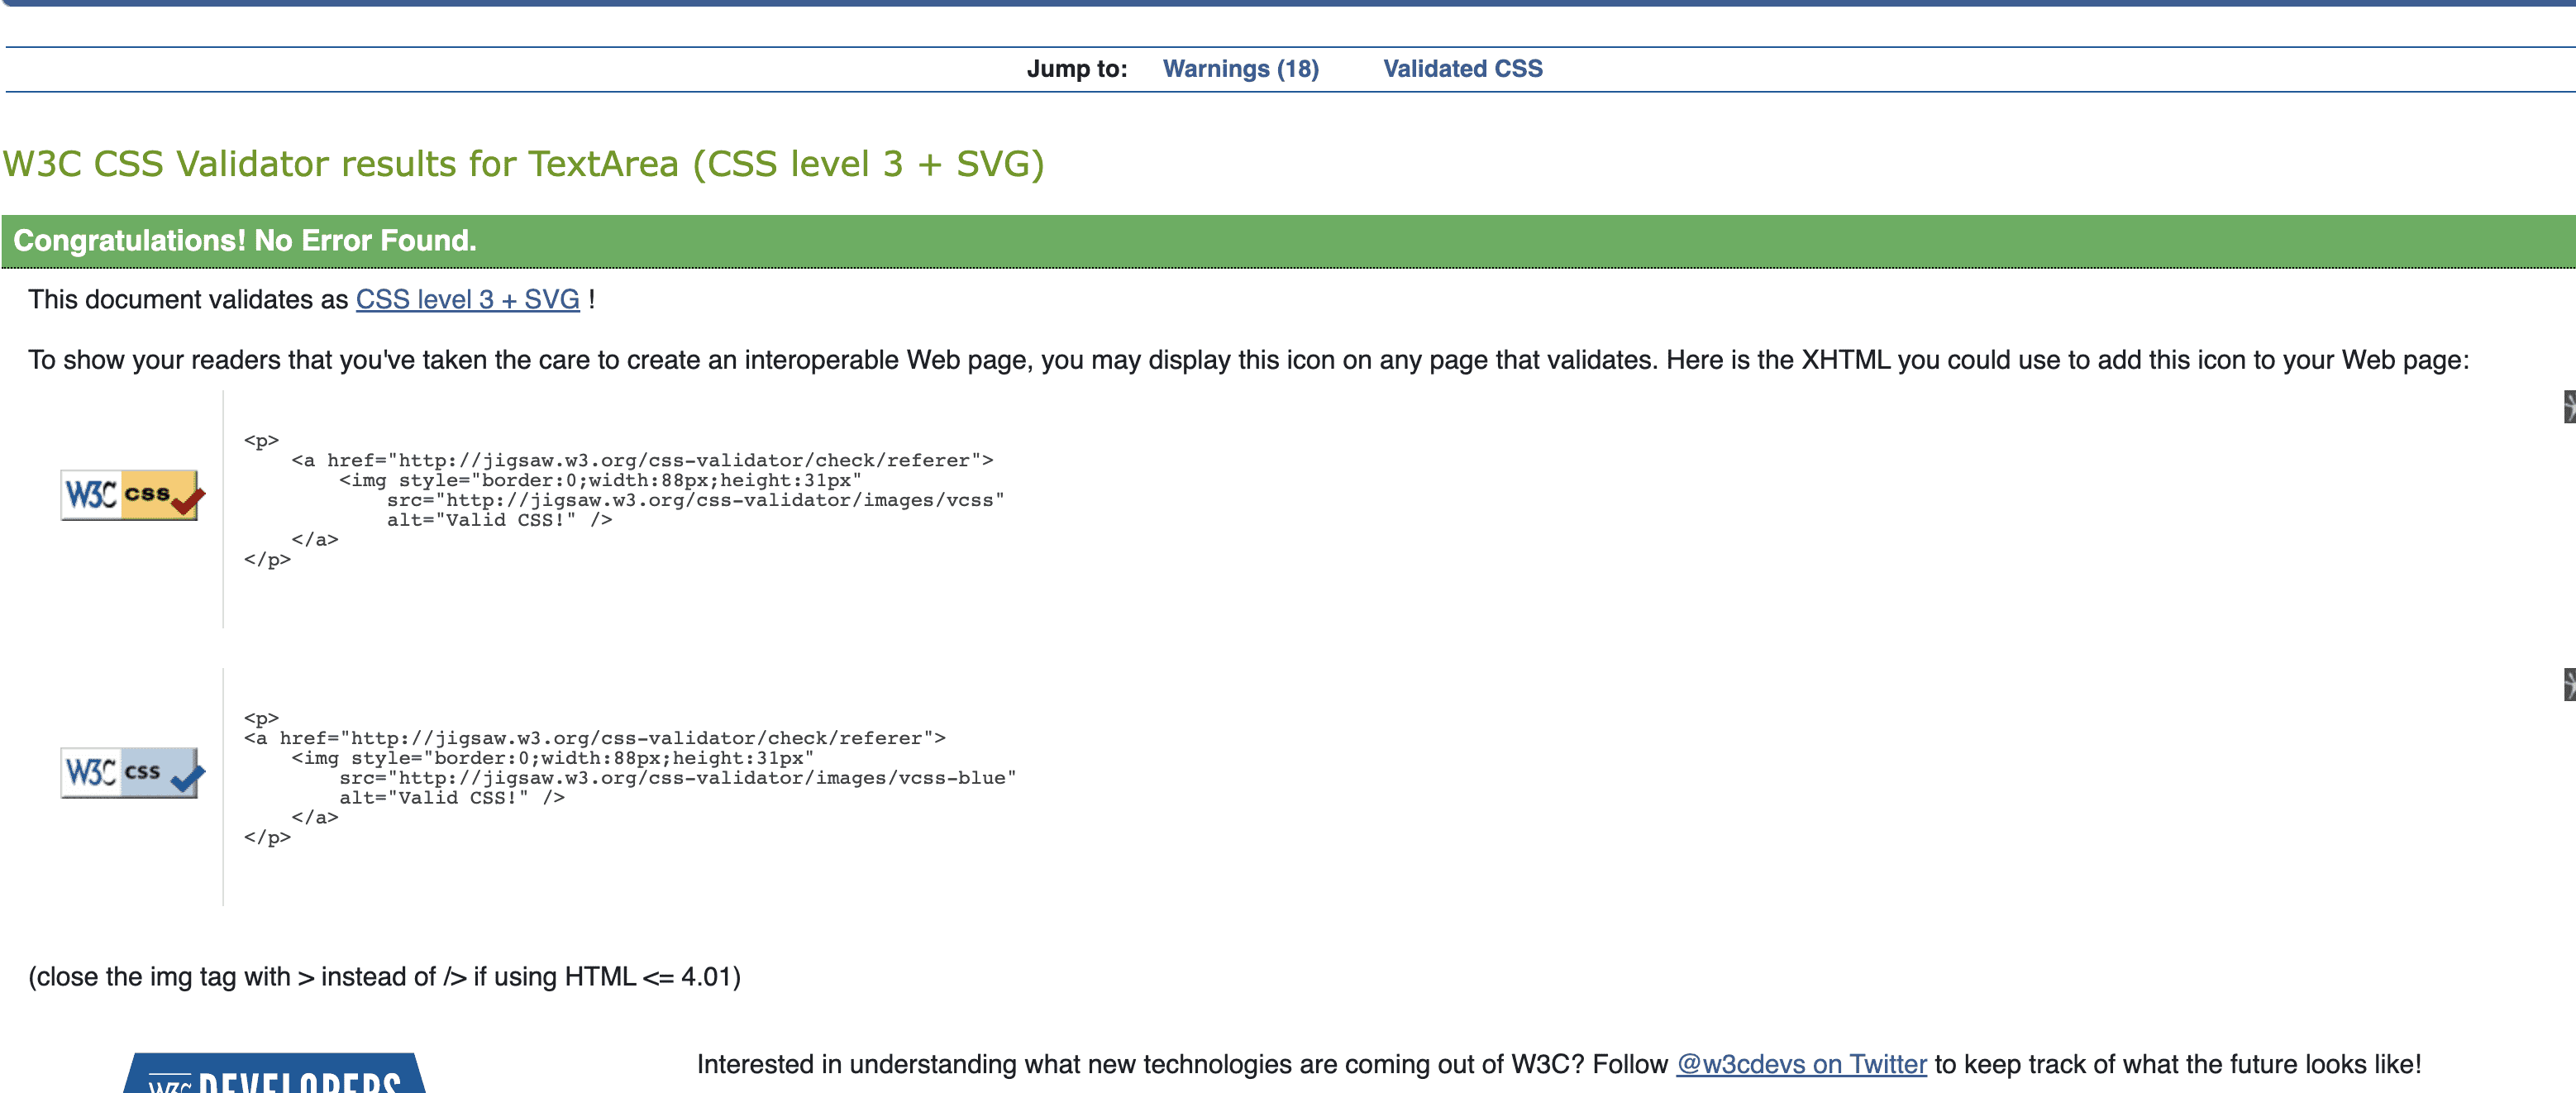 Jump to: Warnings (18) Validated CSS
W3C CSS Validator results for TextArea (CSS level 3 + SVG)
Congratulations! No Error Found.
This document validates as CSS level 3 + SVG !
To show your readers that you've taken the care to create an interoperable Web page, you may display this icon on any page that validates. Here is the XHTML you could use to add this icon to your Web page:
W3C css
<p>
<a href="http://jigsaw.w3.org/css-validator/check/referer">
<img style="border:0;width:88px;height:31px"
src="http://jigsaw.w3.org/css-validator/images/vcss"
alt="Valid CSS!" />
</a>
</p>
W3C css
<p>
<a href="http://jigsaw.w3.org/css-validator/check/referer">
<img style="border:0;width:88px;height:31px"
src="http://jigsaw.w3.org/css-validator/images/vcss-blue"
alt="Valid CSS!" />
</a>
</p>
(close the img tag with > instead of /> if using HTML <= 4.01)
W3C DEVELOPERS
Interested in understanding what new technologies are coming out of W3C? Follow @w3cdevs on Twitter to keep track of what the future looks like!